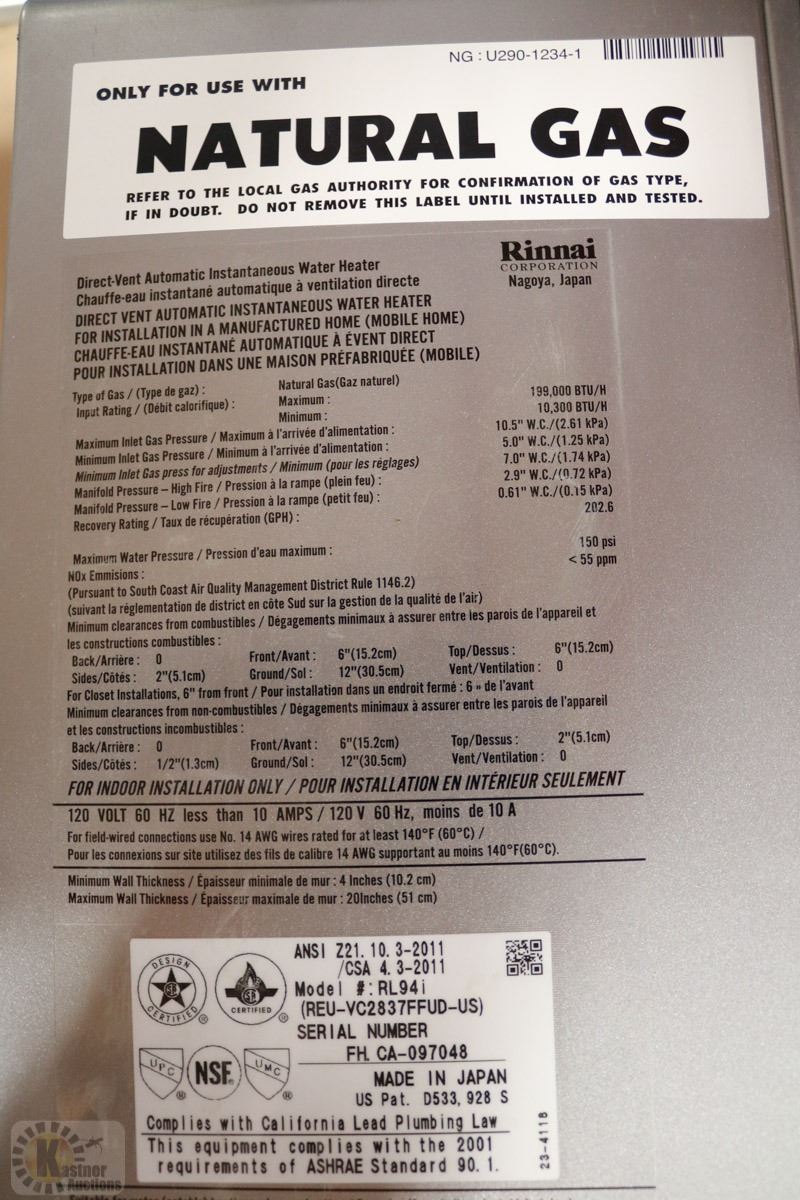 NG : U290-1234-1
ONLY FOR USE WITH
NATURAL GAS
REFER TO THE LOCAL GAS AUTHORITY FOR CONFIRMATION OF GAS TYPE,
IF IN DOUBT. DO NOT REMOVE THIS LABEL UNTIL INSTALLED AND TESTED.
Rinnai
CORPORATION
Nagoya, Japan
Direct-Vent Automatic Instantaneous Water Heater
Chauffe-eau instantané automatique à ventilation directe
DIRECT VENT AUTOMATIC INSTANTANEOUS WATER HEATER
FOR INSTALLATION IN A MANUFACTURED HOME (MOBILE HOME)
CHAUFFE-EAU INSTANTANÉ AUTOMATIQUE À ÉVENT DIRECT
POUR INSTALLATION DANS UNE MAISON PRÉFABRIQUÉE (MOBILE)
Type of Gas / (Type de gaz) : Natural Gas(Gaz naturel)
Input Rating / (Débit calorifique) : Maximum : 199,000 BTU/H
Minimum : 10,300 BTU/H
Maximum Inlet Gas Pressure / Maximum à l'arrivée d'alimentation : 10.5" W.C./(2.61 kPa)
Minimum Inlet Gas Pressure / Minimum à l'arrivée d'alimentation : 5.0" W.C./(1.25 kPa)
Minimum Inlet Gas press for adjustments / Minimum (pour les réglages) 7.0" W.C./(1.74 kPa)
Manifold Pressure – High Fire / Pression à la rampe (plein feu) : 2.9" W.C./(0.72 kPa)
Manifold Pressure – Low Fire / Pression à la rampe (petit feu) : 0.61" W.C./(0.15 kPa)
Recovery Rating / Taux de récupération (GPH) : 202.6
Maximum Water Pressure / Pression d'eau maximum : 150 psi
NOx Emmisions : < 55 ppm
(Pursuant to South Coast Air Quality Management District Rule 1146.2)
(suivant la réglementation de district en côte Sud sur la gestion de la qualité de l'air)
Minimum clearances from combustibles / Dégagements minimaux à assurer entre les parois de l'appareil et
les constructions combustibles :
Back/Arrière : 0 Front/Avant : 6"(15.2cm) Top/Dessus : 6"(15.2cm)
Sides/Côtés : 2"(5.1cm) Ground/Sol : 12"(30.5cm) Vent/Ventilation : 0
For Closet Installations, 6" from front / Pour installation dans un endroit fermé : 6 » de l'avant
Minimum clearances from non-combustibles / Dégagements minimaux à assurer entre les parois de l'appareil
et les constructions incombustibles :
Back/Arrière : 0 Front/Avant : 6"(15.2cm) Top/Dessus : 2"(5.1cm)
Sides/Côtés : 1/2"(1.3cm) Ground/Sol : 12"(30.5cm) Vent/Ventilation : 0
FOR INDOOR INSTALLATION ONLY / POUR INSTALLATION EN INTÉRIEUR SEULEMENT
120 VOLT 60 HZ less than 10 AMPS / 120 V 60 Hz, moins de 10 A
For field-wired connections use No. 14 AWG wires rated for at least 140°F (60°C) /
Pour les connexions sur site utilisez des fils de calibre 14 AWG supportant au moins 140°F(60°C).
Minimum Wall Thickness / Épaisseur minimale de mur : 4 Inches (10.2 cm)
Maximum Wall Thickness / Épaisseur maximale de mur : 20Inches (51 cm)
DESIGN CERTIFIED
CERTIFIED
ANSI Z21. 10. 3-2011
/CSA 4. 3-2011
Model #: RL94i
(REU-VC2837FFUD-US)
SERIAL NUMBER
FH. CA-097048
UPC NSF UMC
MADE IN JAPAN
US Pat. D533, 928 S
Complies with California Lead Plumbing Law
This equipment complies with the 2001
requirements of ASHRAE Standard 90. 1.
23-4118
Kastner
Auctions